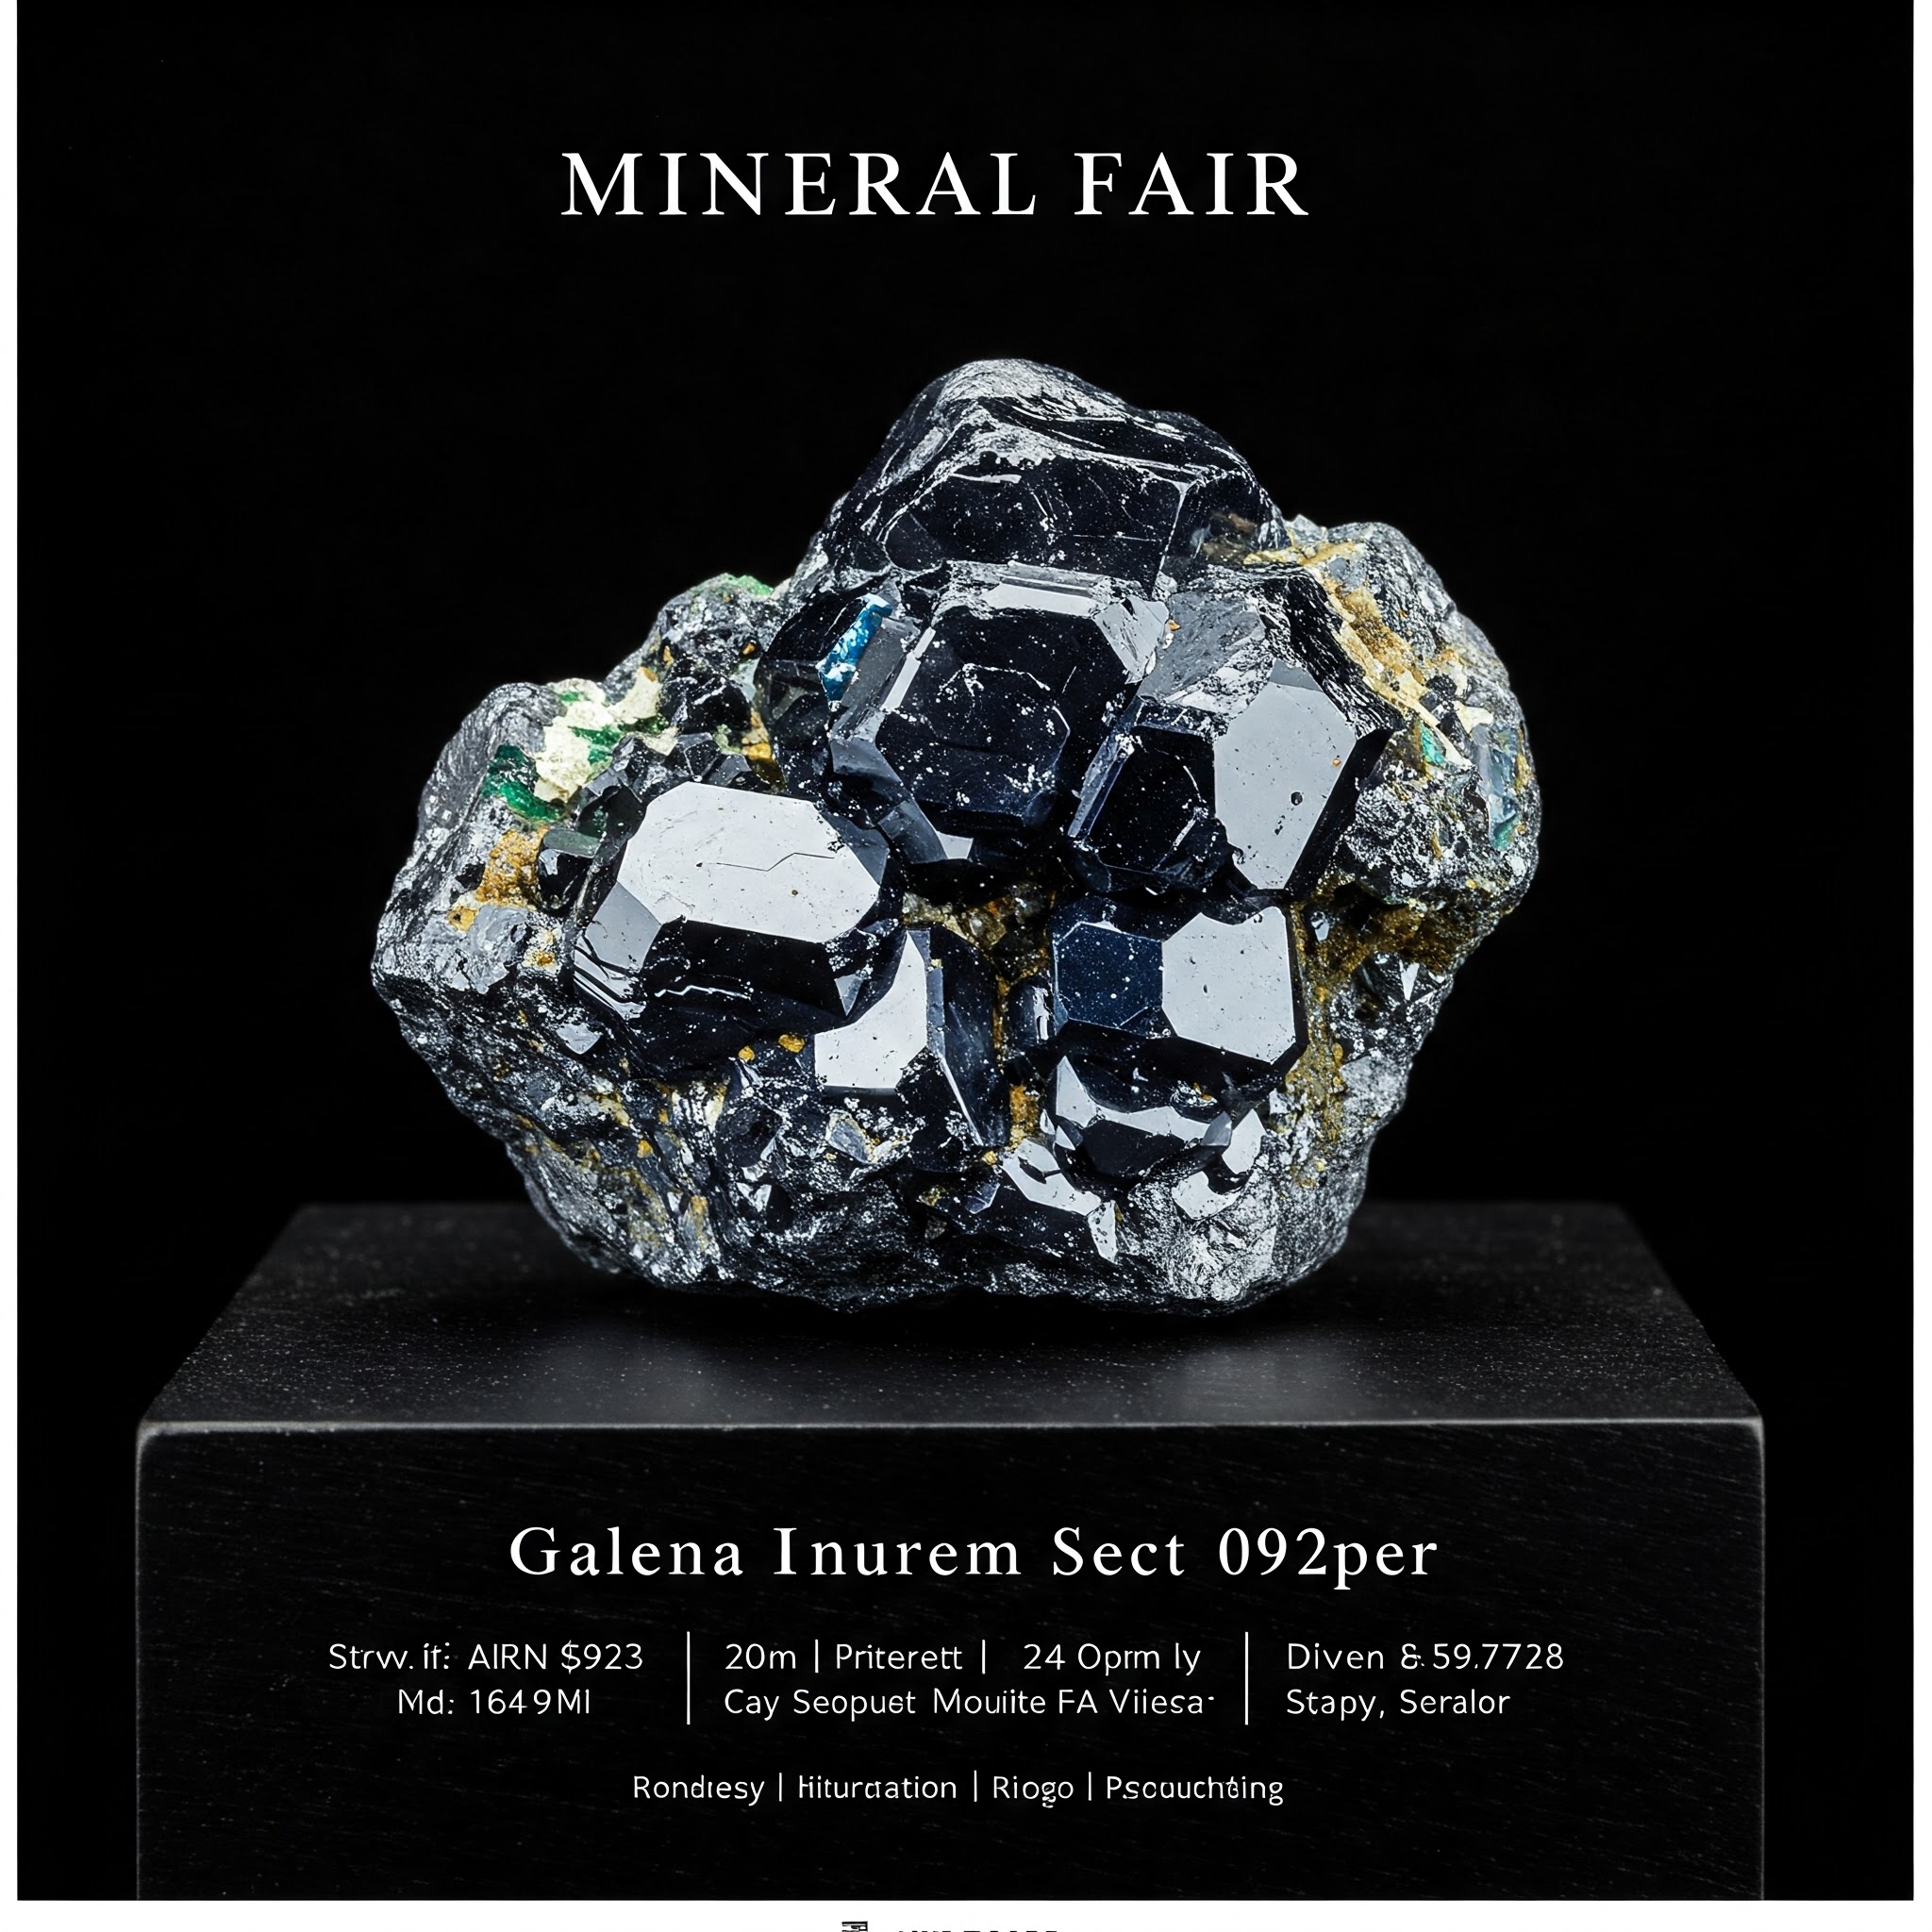 MINERAL FAIR
Galena Inurem Sect 092per
Strw. if: AIRN $923 | 20m | Priterett | 24 Oprm ly | Diven & 59.7728
Md: 1649MI | Cay Seopuet Mouiite FA Viiesa | Stapy, Seralor
Rondiesy | Hiturcration | Riogo | Pscouchting